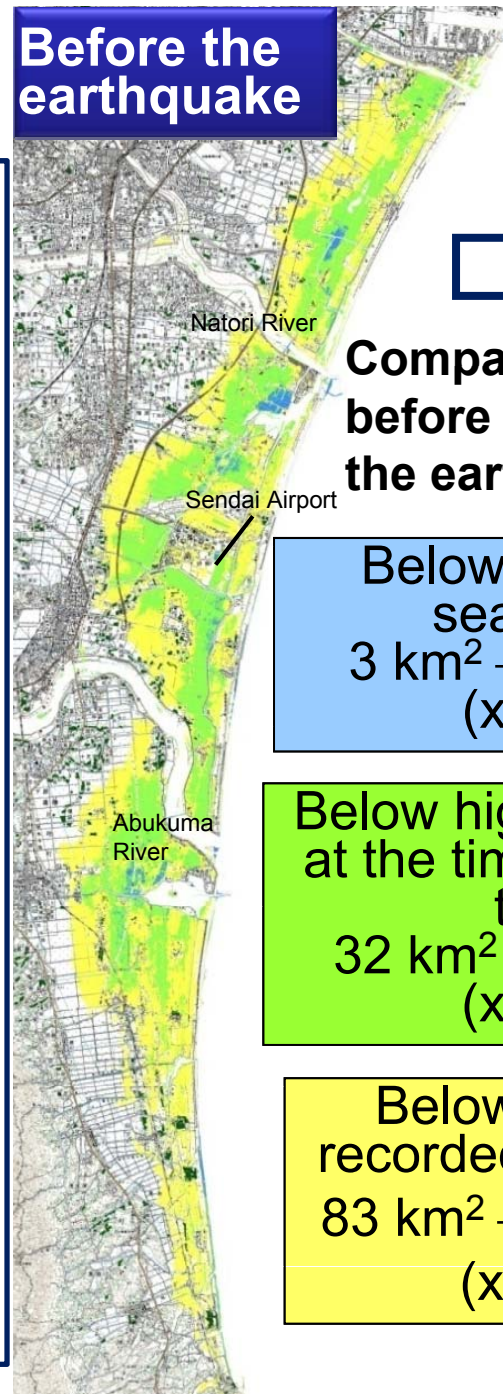 Before the
earthquake
Natori River
Compa
before
the ear
Sendai Airport
Below
sea
3 km² -
(x
Abukuma
River
Below hig
at the tim
t
32 km²
(x
Below
recorded
83 km² -
(x